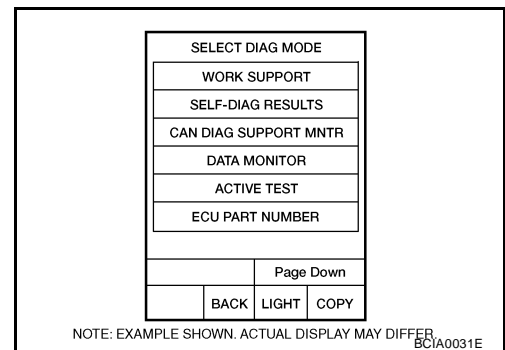 SELECT DIAG MODE
WORK SUPPORT
SELF-DIAG RESULTS
CAN DIAG SUPPORT MNTR
DATA MONITOR
ACTIVE TEST
ECU PART NUMBER
Page Down
BACK LIGHT COPY
NOTE: EXAMPLE SHOWN. ACTUAL DISPLAY MAY DIFFER.
BCIA0031E